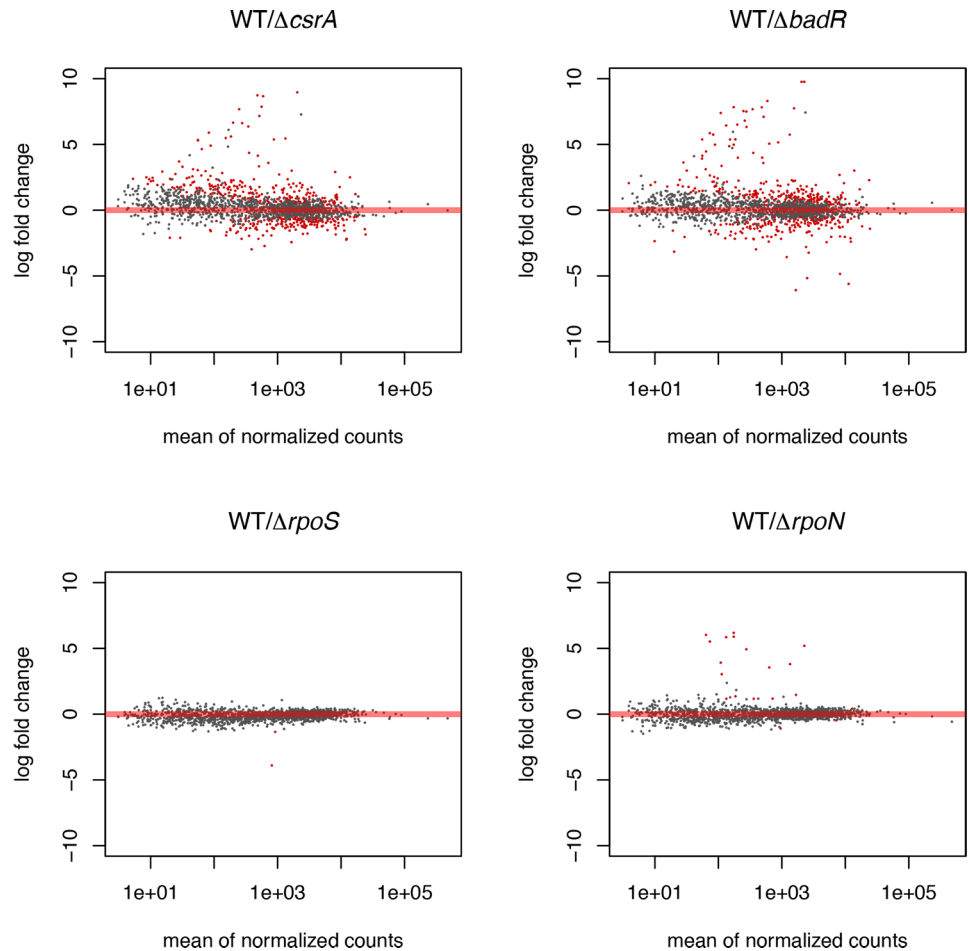 WT/ΔcsrA
10
5
0
−5
−10
log fold change
1e+01
1e+03
1e+05
mean of normalized counts
WT/ΔbadR
10
5
0
−5
−10
log fold change
1e+01
1e+03
1e+05
mean of normalized counts
WT/ΔrpoS
10
5
0
−5
−10
log fold change
1e+01
1e+03
1e+05
mean of normalized counts
WT/ΔrpoN
10
5
0
−5
−10
log fold change
1e+01
1e+03
1e+05
mean of normalized counts